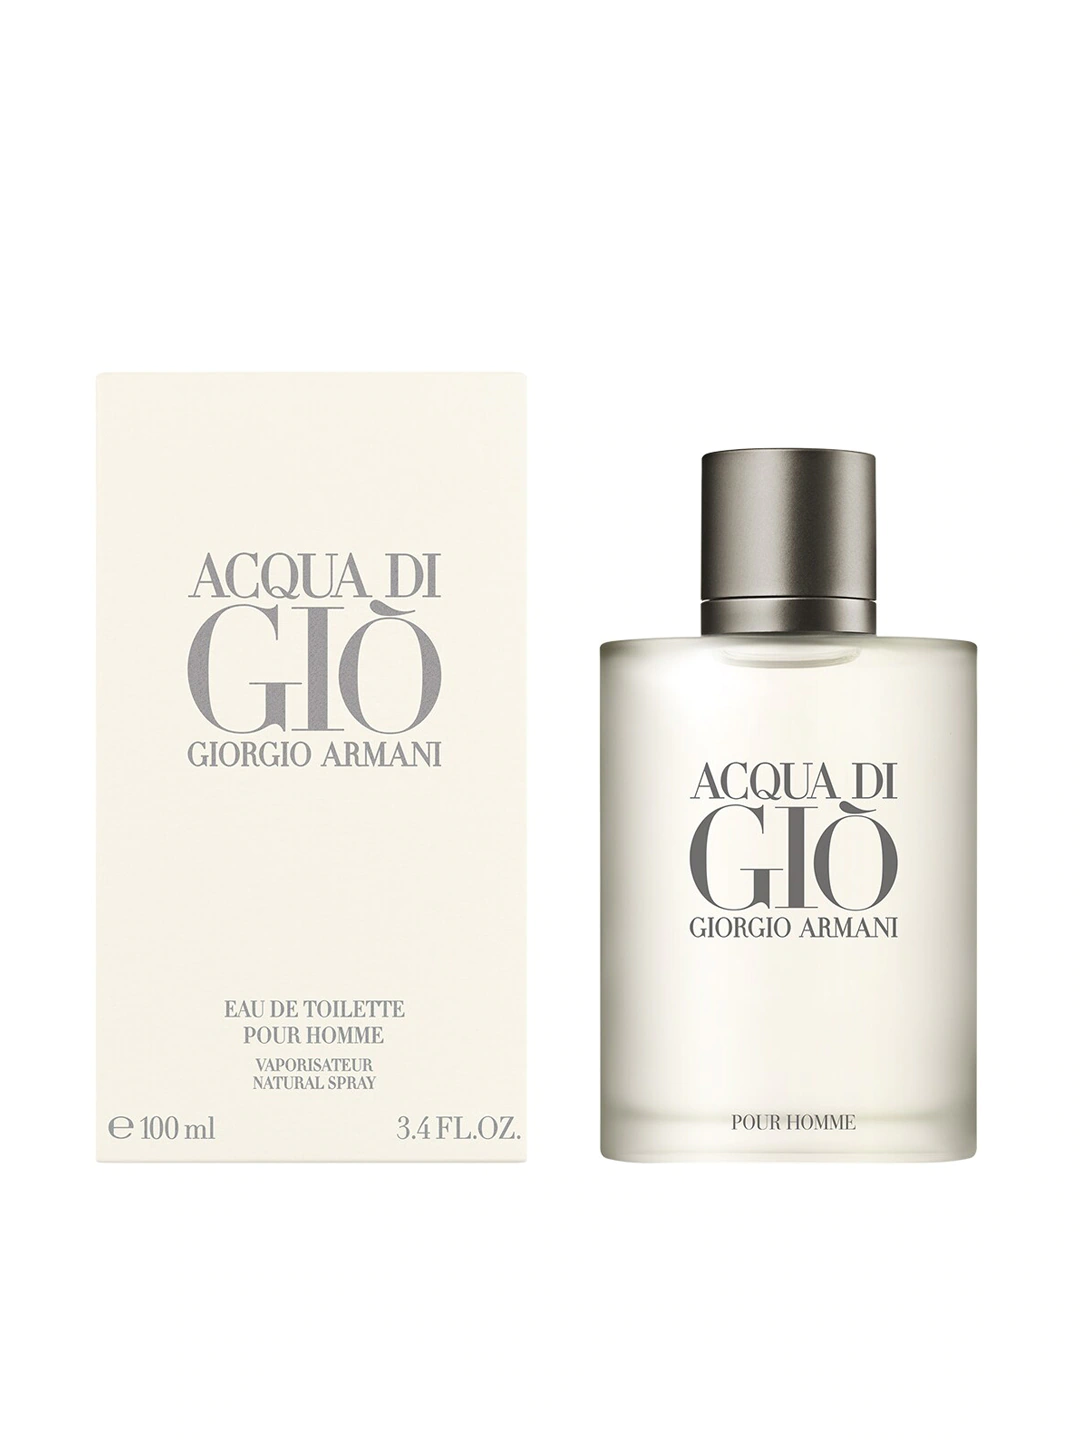 ACQUA DI
GIÒ
GIORGIO ARMANI
EAU DE TOILETTE
POUR HOMME
VAPORISATEUR
NATURAL SPRAY
℮ 100 ml 3.4 FL.OZ.
ACQUA DI
GIÒ
GIORGIO ARMANI
POUR HOMME